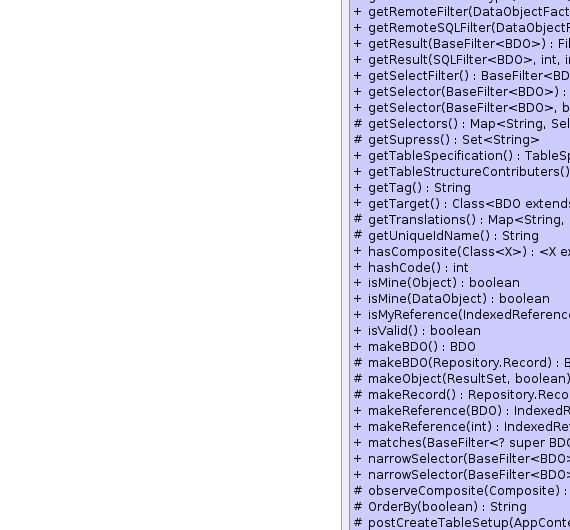 + getRemoteFilter(DataObjectFact
+ getRemoteSQLFilter(DataObjectF
+ getResult(BaseFilter<BDO>) : Fil
+ getResult(SQLFilter<BDO>, int, i
+ getSelectFilter() : BaseFilter<BD
+ getSelector(BaseFilter<BDO>) :
+ getSelector(BaseFilter<BDO>, b
# getSelectors() : Map<String, Sel
# getSupress() : Set<String>
+ getTableSpecification() : TableSp
+ getTableStructureContributers()
+ getTag() : String
+ getTarget() : Class<BDO extends
# getTranslations() : Map<String,
# getUniqueIdName() : String
+ hasComposite(Class<X>) : <X ex
+ hashCode() : int
+ isMine(Object) : boolean
+ isMine(DataObject) : boolean
+ isMyReference(IndexedReference
+ isValid() : boolean
+ makeBDO() : BDO
# makeBDO(Repository.Record) : B
# makeObject(ResultSet, boolean)
# makeRecord() : Repository.Reco
+ makeReference(BDO) : IndexedR
+ makeReference(int) : IndexedRef
+ matches(BaseFilter<? super BDO
+ narrowSelector(BaseFilter<BDO>
+ narrowSelector(BaseFilter<BDO>
# observeComposite(Composite) :
# OrderBy(boolean) : String
# postCreateTableSetup(AppConte